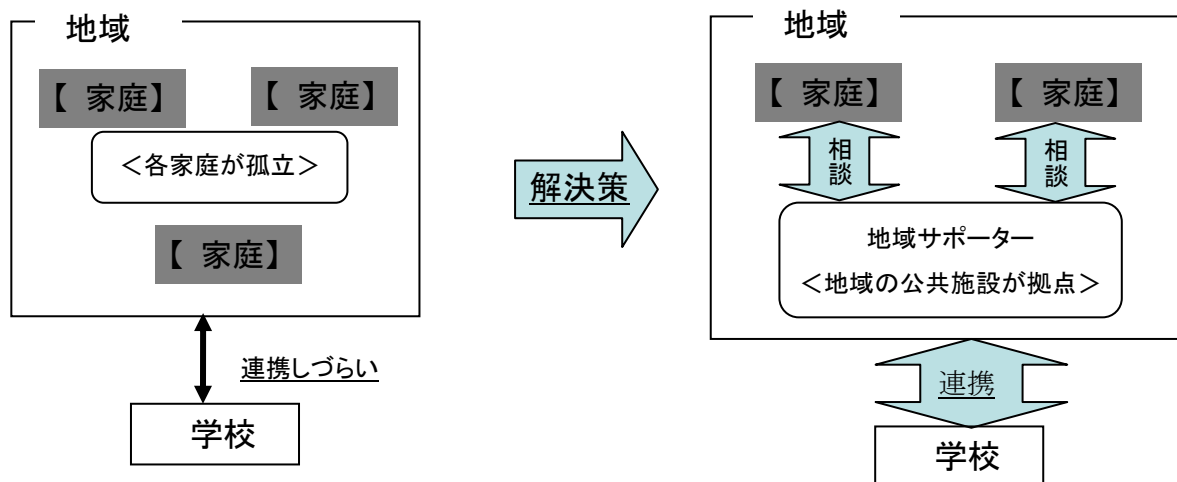 地域
【 家庭】
【 家庭】
<各家庭が孤立>
【 家庭】
連携しづらい
学校
解決策
地域
【 家庭】
【 家庭】
相談
相談
地域サポーター
<地域の公共施設が拠点>
連携
学校